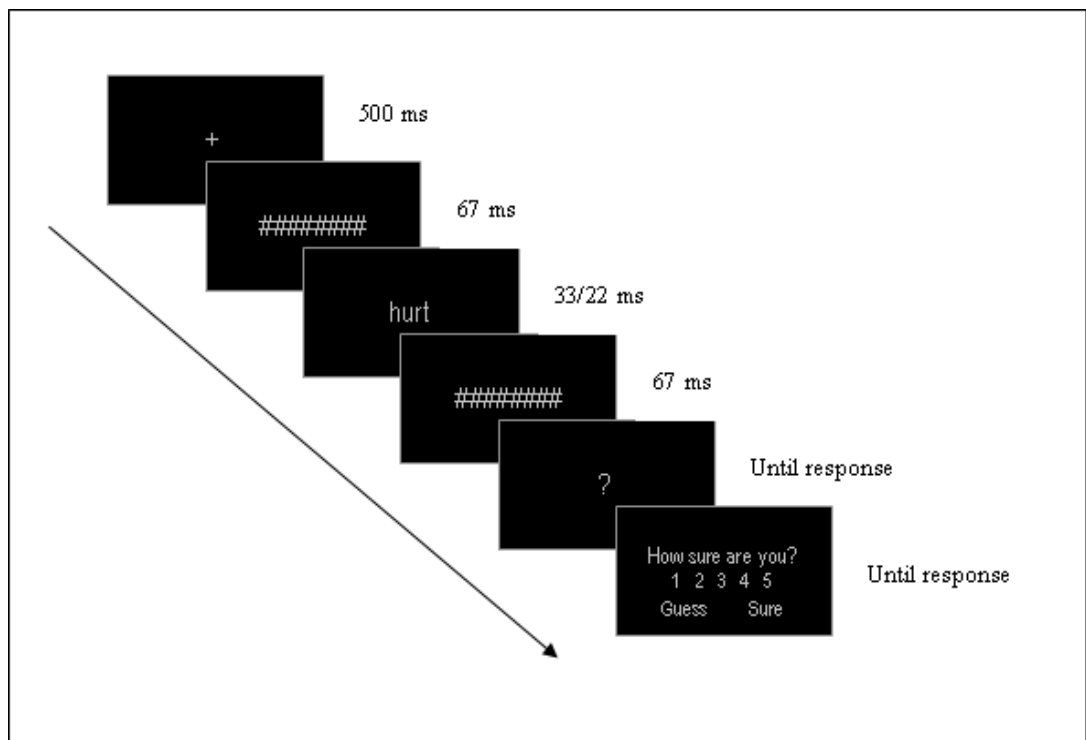 +
500 ms
###########
67 ms
hurt
33/22 ms
###########
67 ms
?
Until response
How sure are you?
1 2 3 4 5
Guess Sure
Until response